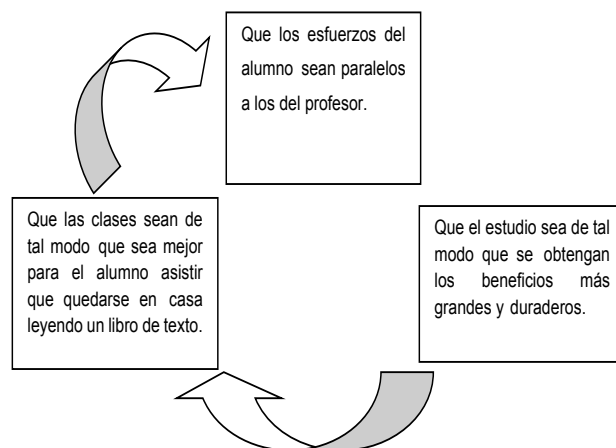 Que los esfuerzos del
alumno sean paralelos
a los del profesor.
Que las clases sean de
tal modo que sea mejor
para el alumno asistir
que quedarse en casa
leyendo un libro de texto.
Que el estudio sea de tal
modo que se obtengan
los beneficios más
grandes y duraderos.